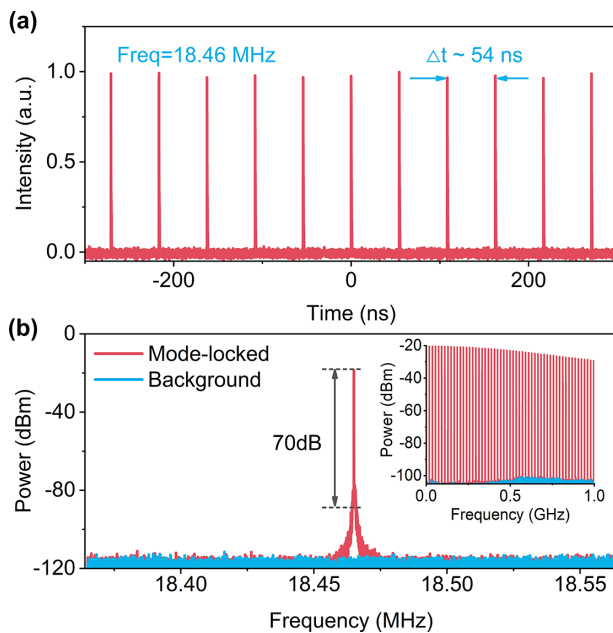 (a)
Freq=18.46 MHz
Δt ~ 54 ns
Intensity (a.u.)
1.0
0.5
0.0
-200
0
200
Time (ns)
(b)
0
-40
-80
-120
Power (dBm)
Mode-locked
Background
70dB
-20
-40
-60
-80
-100
Power (dBm)
0.0
0.5
1.0
Frequency (GHz)
18.40
18.45
18.50
18.55
Frequency (MHz)